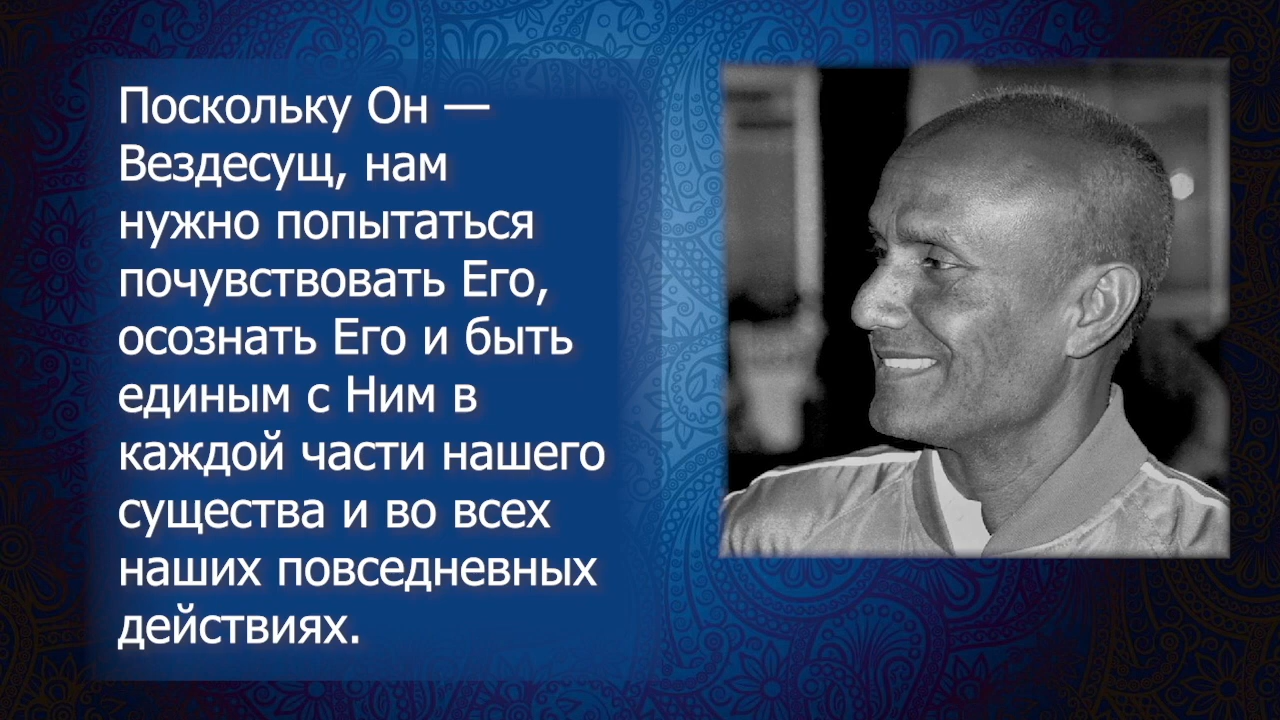 Поскольку Он —
Вездесущ, нам
нужно попытаться
почувствовать Его,
осознать Его и быть
единым с Ним в
каждой части нашего
существа и во всех
наших повседневных
действиях.